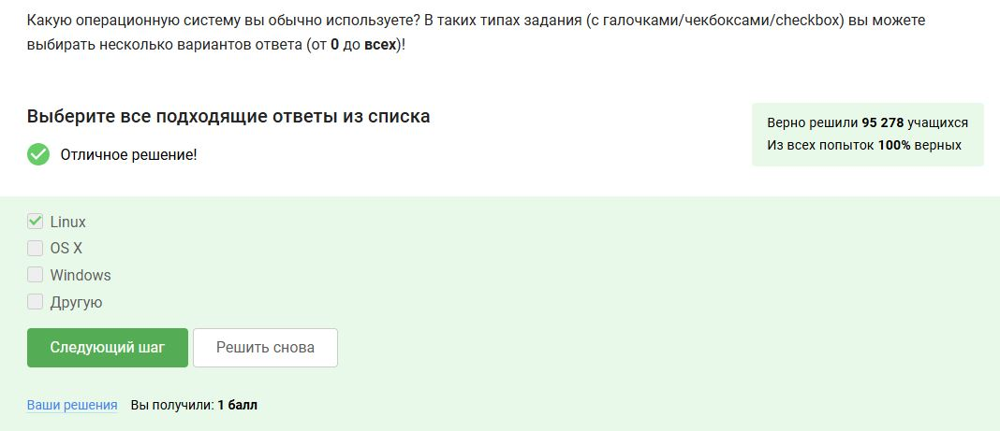 Какую операционную систему вы обычно используете? В таких типах задания (с галочками/чекбоксами/checkbox) вы можете
выбирать несколько вариантов ответа (от 0 до всех)!
Выберите все подходящие ответы из списка
Верно решили 95 278 учащихся
Из всех попыток 100% верных
Отличное решение!
Linux
OS X
Windows
Другую
Следующий шаг
Решить снова
Ваши решения
Вы получили: 1 балл